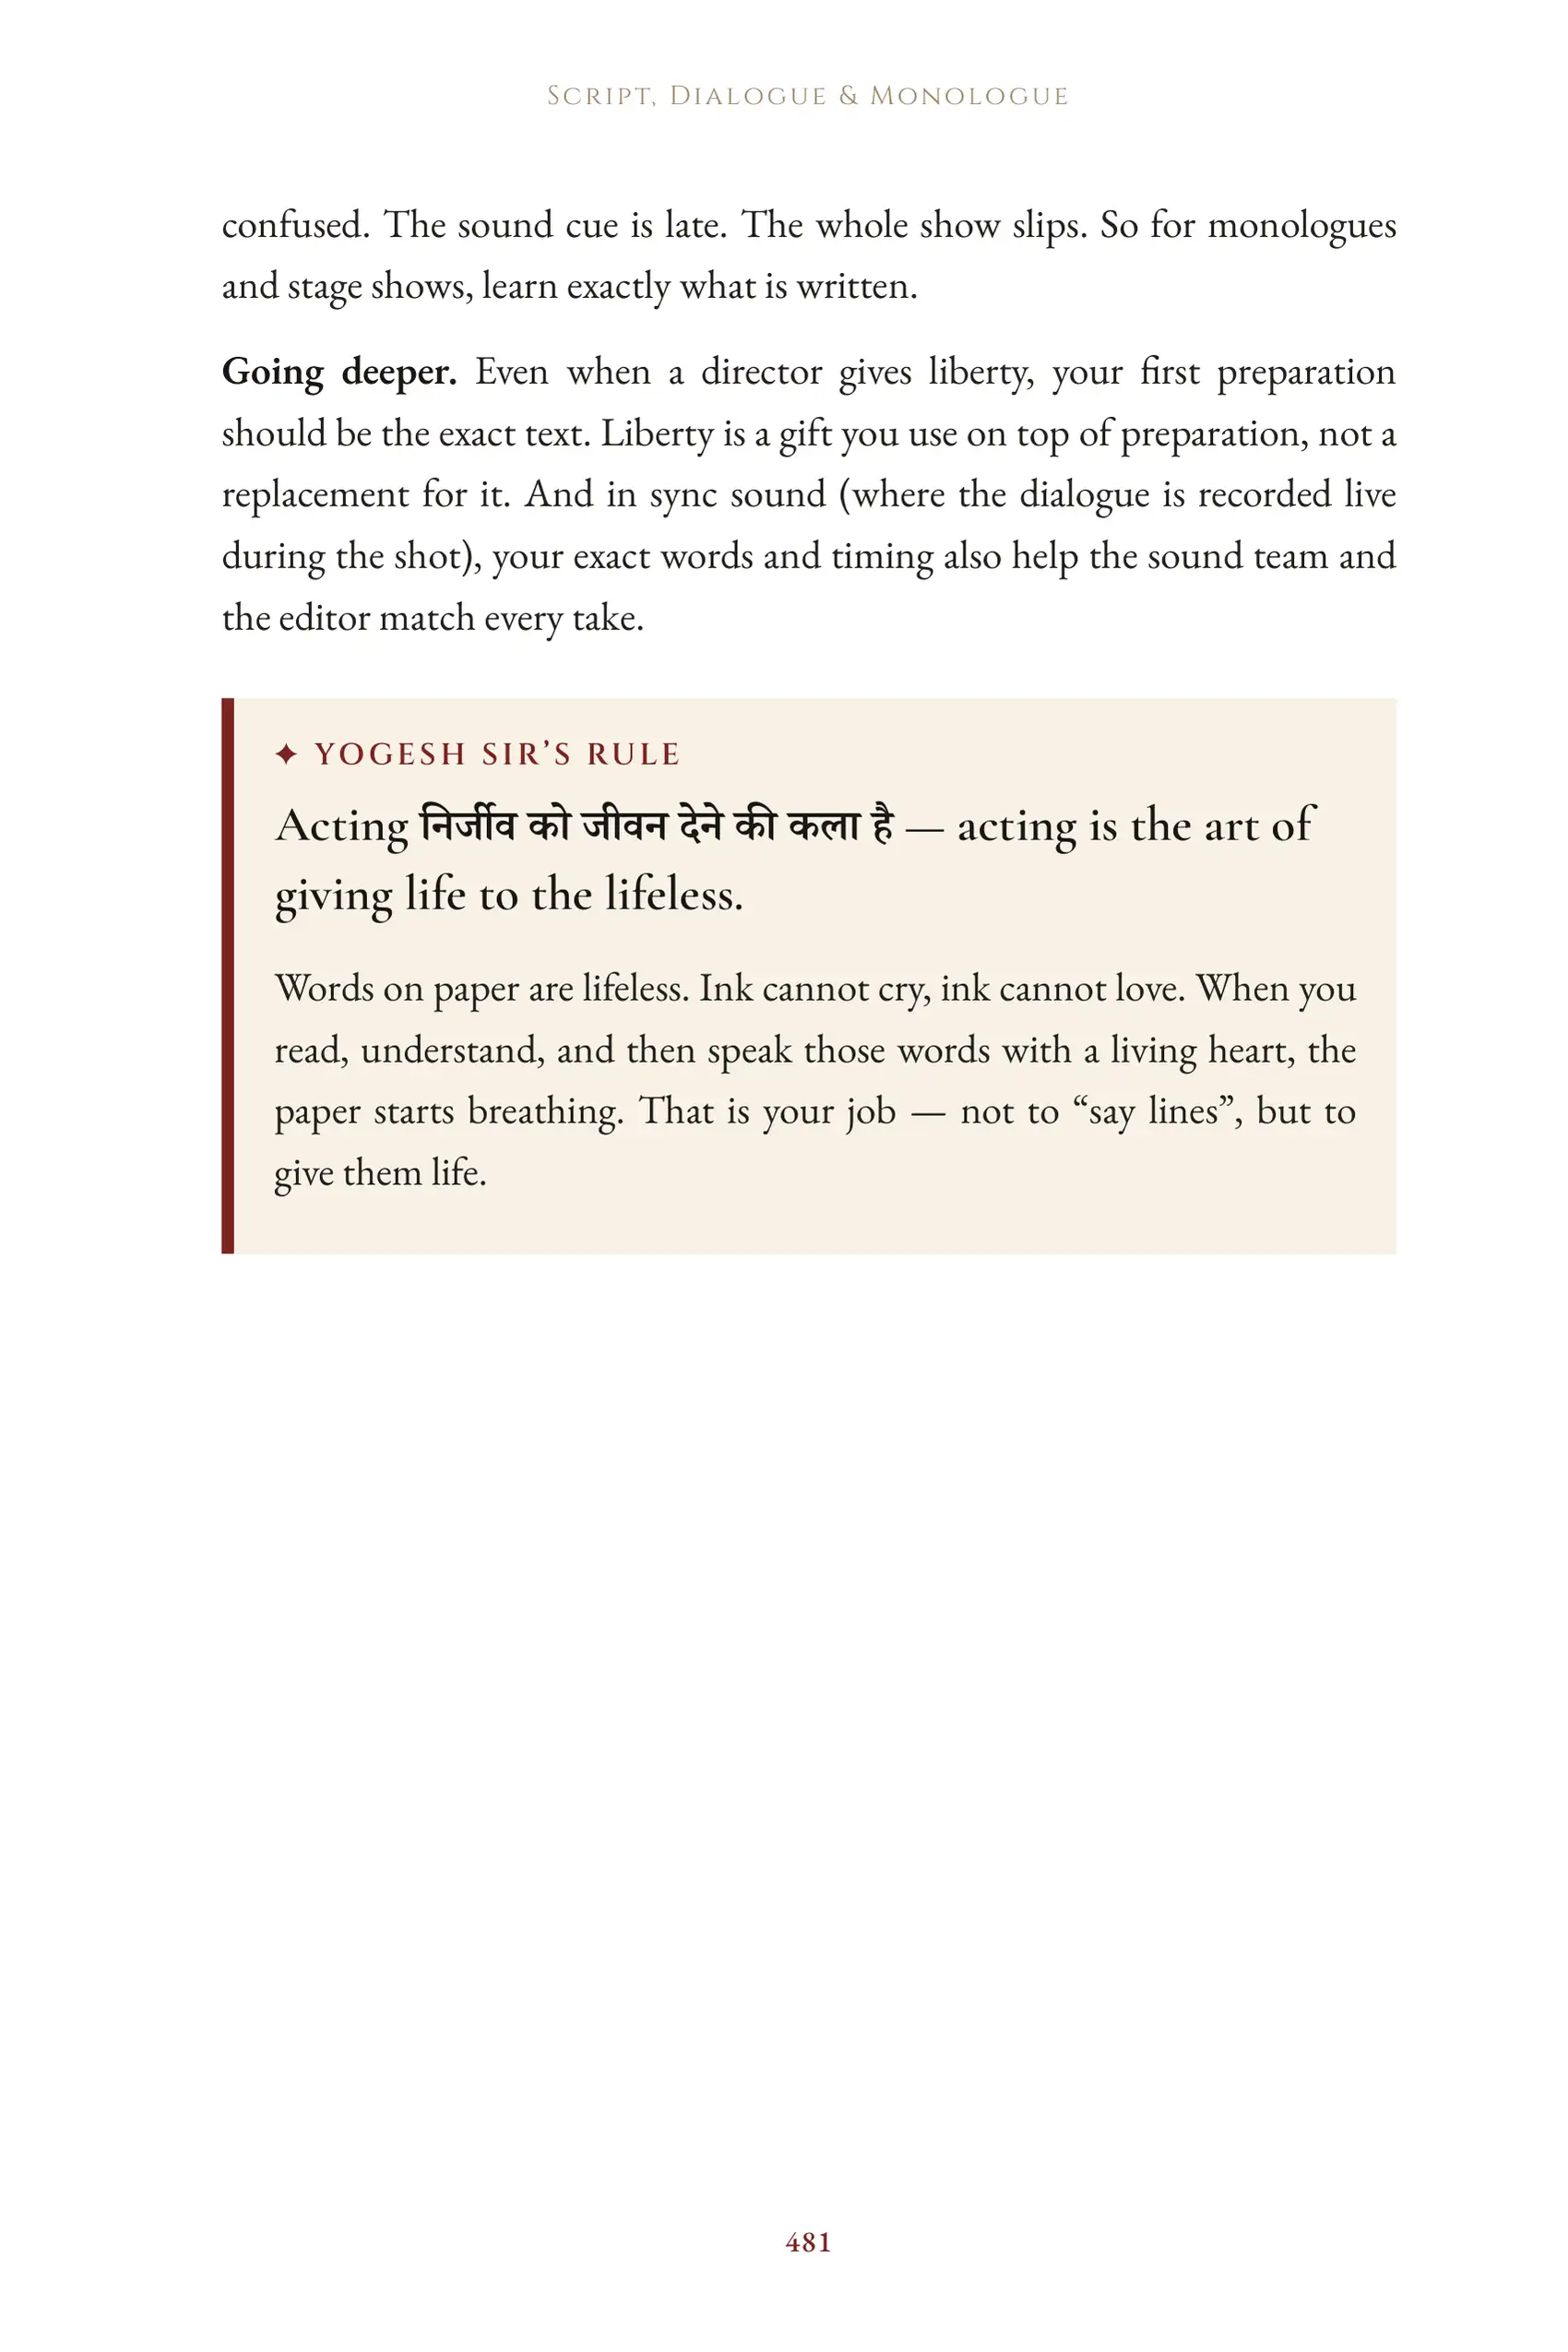 Script, Dialogue & Monologue
confused. The sound cue is late. The whole show slips. So for monologues
and stage shows, learn exactly what is written.
Going deeper. Even when a director gives liberty, your first preparation
should be the exact text. Liberty is a gift you use on top of preparation, not a
replacement for it. And in sync sound (where the dialogue is recorded live
during the shot), your exact words and timing also help the sound team and
the editor match every take.
✦ YOGESH SIR’S RULE
Acting निर्जीव को जीवन देने की कला है — acting is the art of
giving life to the lifeless.
Words on paper are lifeless. Ink cannot cry, ink cannot love. When you
read, understand, and then speak those words with a living heart, the
paper starts breathing. That is your job — not to “say lines”, but to
give them life.
481